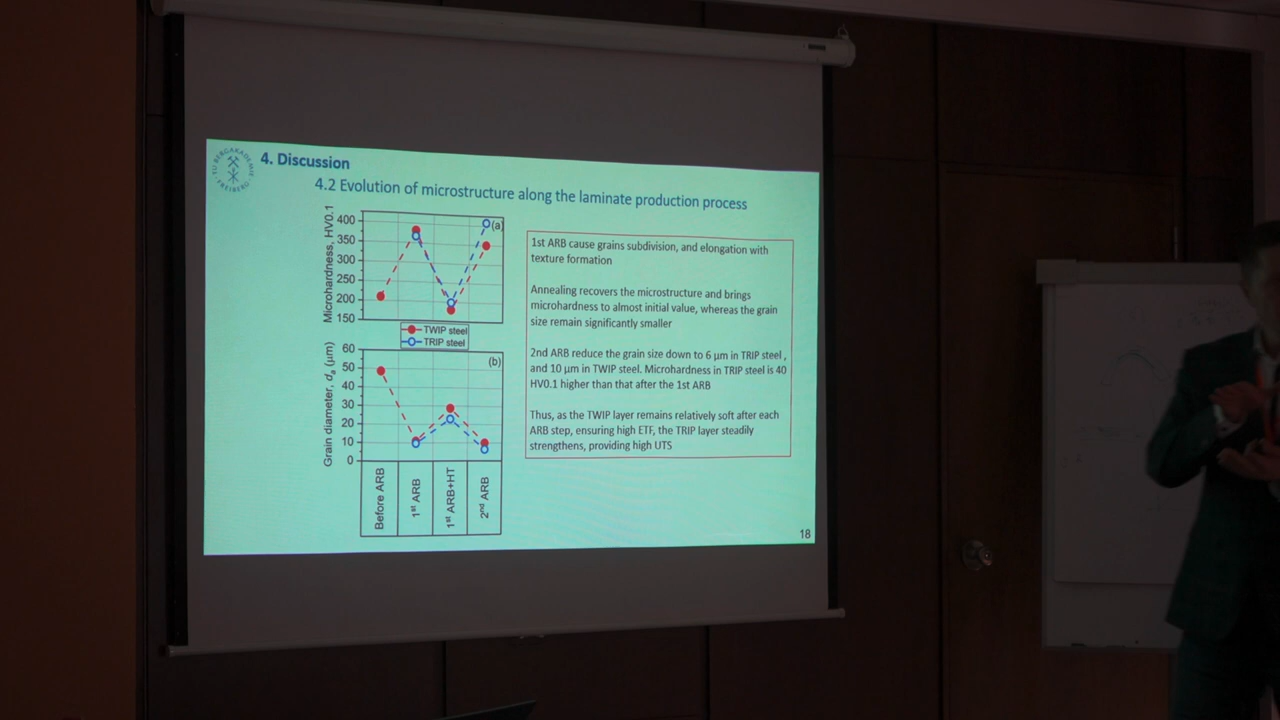 TU BERGAKADEMIE
FREIBERG
4. Discussion
4.2 Evolution of microstructure along the laminate production process
Microhardness, HV0.1
400
350
300
250
200
150
(a)
TWIP steel
TRIP steel
Grain diameter, da (μm)
60
50
40
30
20
10
0
(b)
Before ARB
1st ARB
1st ARB+HT
2nd ARB
1st ARB cause grains subdivision, and elongation with
texture formation
Annealing recovers the microstructure and brings
microhardness to almost initial value, whereas the grain
size remain significantly smaller
2nd ARB reduce the grain size down to 6 μm in TRIP steel ,
and 10 μm in TWIP steel. Microhardness in TRIP steel is 40
HV0.1 higher than that after the 1st ARB
Thus, as the TWIP layer remains relatively soft after each
ARB step, ensuring high ETF, the TRIP layer steadily
strengthens, providing high UTS
18